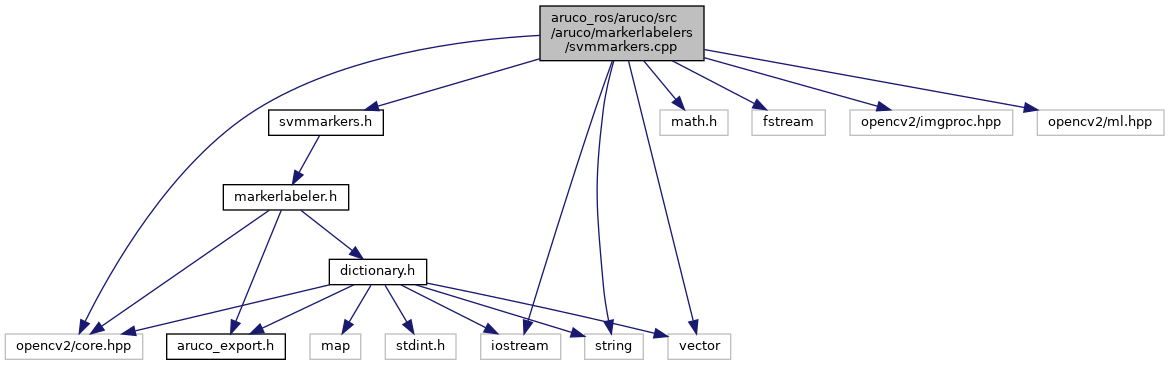 aruco_ros/aruco/src
/aruco/markerlabelers
/svmmarkers.cpp
svmmarkers.h
math.h
fstream
opencv2/imgproc.hpp
opencv2/ml.hpp
markerlabeler.h
dictionary.h
opencv2/core.hpp
aruco_export.h
map
stdint.h
iostream
string
vector